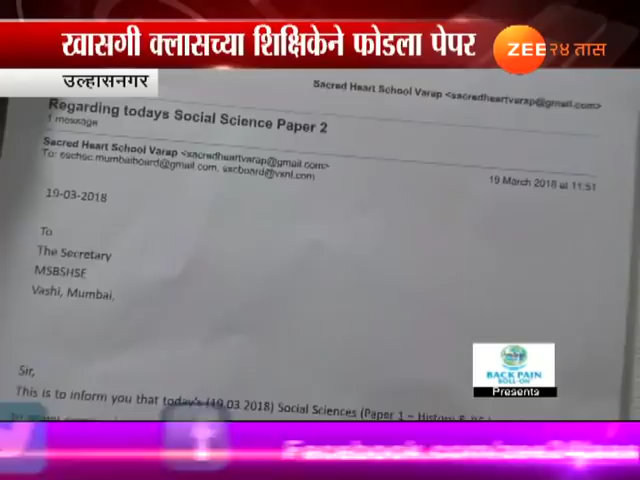 खासगी क्लासच्या शिक्षिकेने फोडला पेपर
ZEE २४ तास
उल्हासनगर
Sacred Heart School Varap <sacredheartvarap@gmail.com>
Regarding todays Social Science Paper 2
1 message
Sacred Heart School Varap <sacredheartvarap@gmail.com>
To: sschsc.mumbaiboard@gmail.com, sscboard@vsnl.com
19 March 2018 at 11:51
19-03-2018
To
The Secretary
MSBSHSE
Vashi, Mumbai.
BACK PAIN
ROLL-ON
Presents
Sir,
This is to inform you that today's (19.03 2018) Social Sciences (Paper 1 – History &